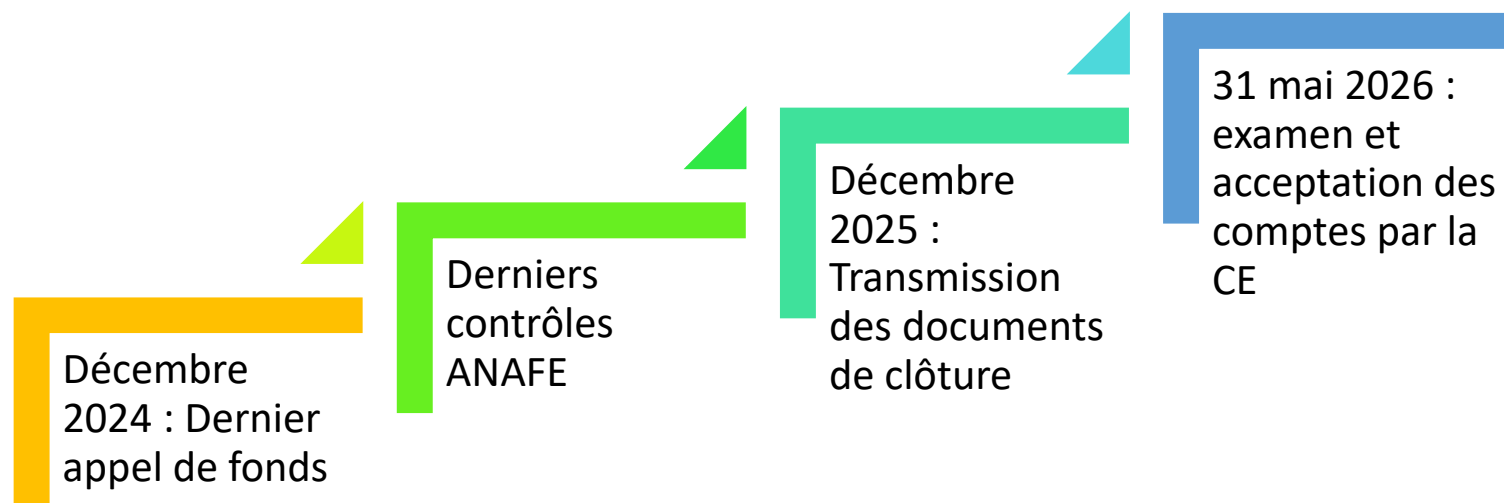 Décembre
2024 : Dernier
appel de fonds
Derniers
contrôles
ANAFE
Décembre
2025 :
Transmission
des documents
de clôture
31 mai 2026 :
examen et
acceptation des
comptes par la
CE